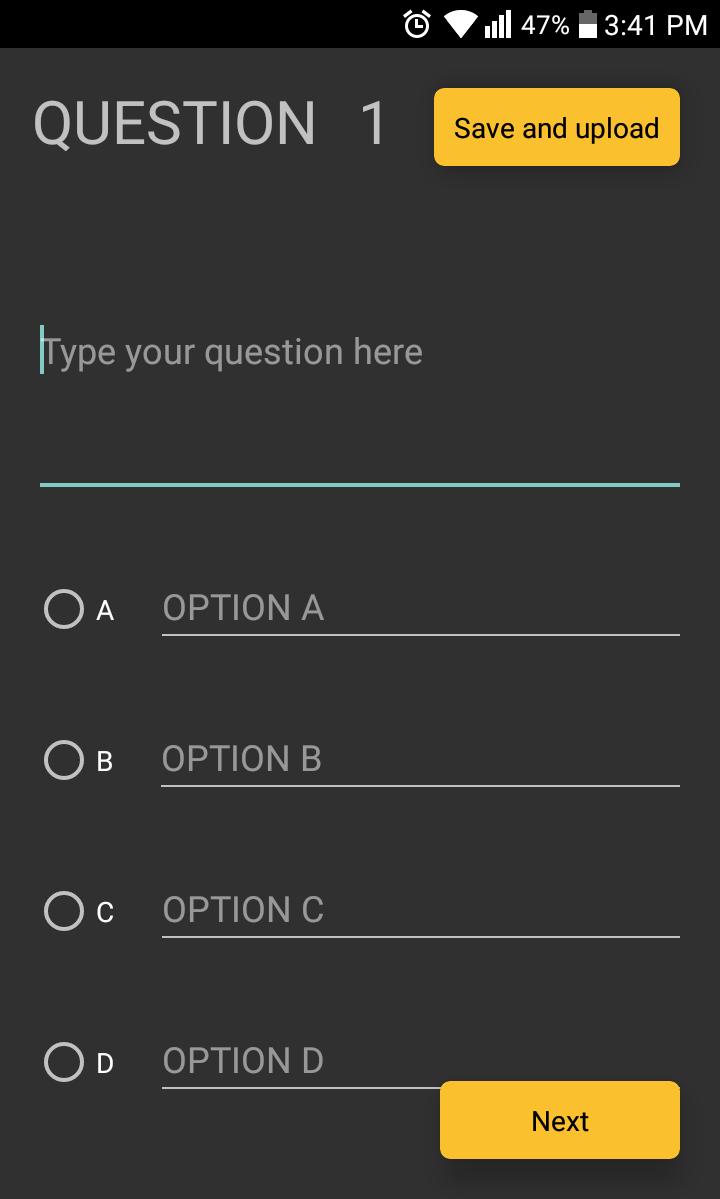 47% 3:41 PM
QUESTION 1
Save and upload
Type your question here
A OPTION A
B OPTION B
C OPTION C
D OPTION D
Next